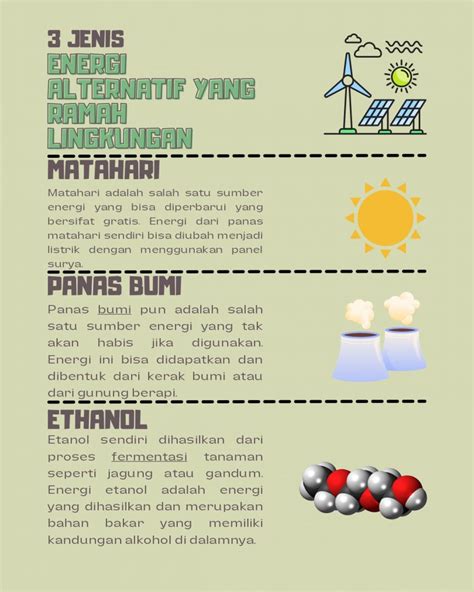 3 JENIS
ENERGI
ALTERNATIF YANG
RAMAH
LINGKUNGAN
MATAHARI
Matahari adalah salah satu sumber
energi yang bisa diperbarui yang
bersifat gratis. Energi dari panas
matahari sendiri bisa diubah menjadi
listrik dengan menggunakan panel
surya.
PANAS BUMI
Panas bumi pun adalah salah
satu sumber energi yang tak
akan habis jika digunakan.
Energi ini bisa didapatkan dan
dibentuk dari kerak bumi atau
dari gunung berapi.
ETHANOL
Etanol sendiri dihasilkan dari
proses fermentasi tanaman
seperti jagung atau gandum.
Energi etanol adalah energi
yang dihasilkan dan merupakan
bahan bakar yang memiliki
kandungan alkohol di dalamnya.